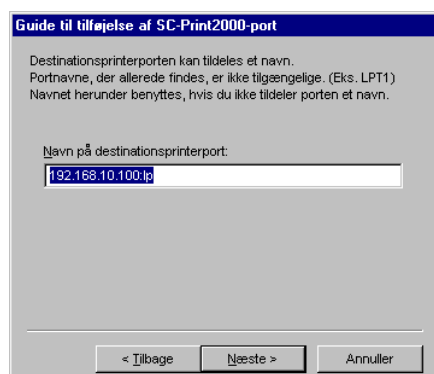 Guide til tilføjelse af SC-Print2000-port
Destinationsprinterporten kan tildeles et navn.
Portnavne, der allerede findes, er ikke tilgængelige. (Eks. LPT1)
Navnet herunder benyttes, hvis du ikke tildeler porten et navn.
Navn på destinationsprinterport:
192.168.10.100:lp
< Tilbage
Næste >
Annuller